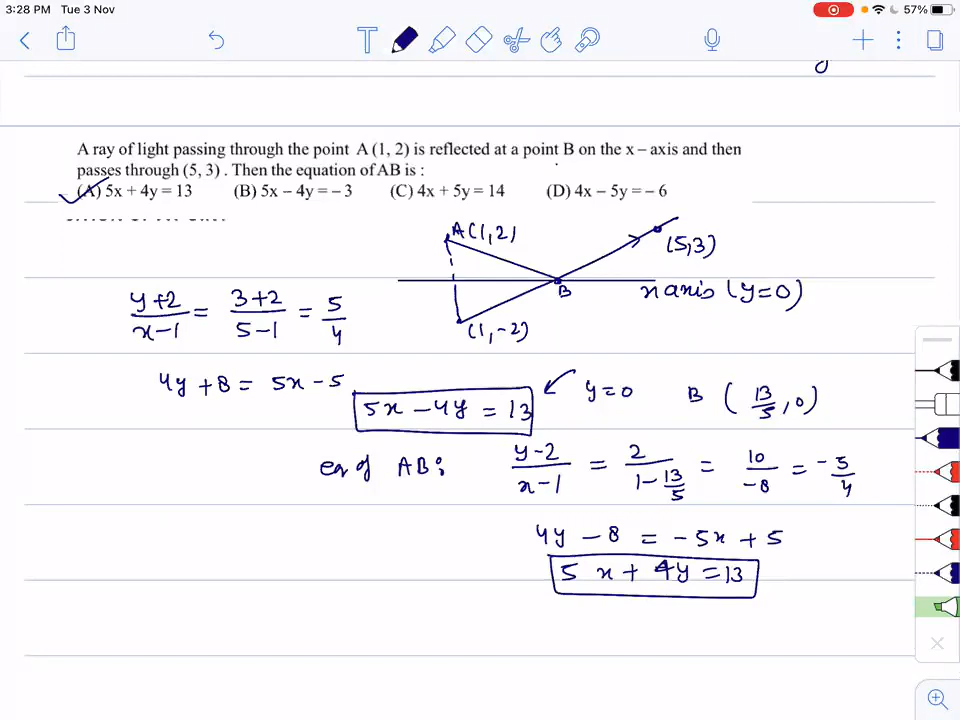 3:28 PM Tue 3 Nov 57%
A ray of light passing through the point A (1, 2) is reflected at a point B on the x – axis and then
passes through (5, 3) . Then the equation of AB is :
(A) 5x + 4y = 13 (B) 5x − 4y = − 3 (C) 4x + 5y = 14 (D) 4x − 5y = − 6
A(1,2)
(5,3)
B
x axis (y=0)
(1,-2)
y+2/x-1 = 3+2/5-1 = 5/4
4y + 8 = 5x - 5
5x - 4y = 13
y=0 B (13/5, 0)
eq of AB: y-2/x-1 = 2/1-13/5 = 10/-8 = -5/4
4y - 8 = -5x + 5
5x + 4y = 13